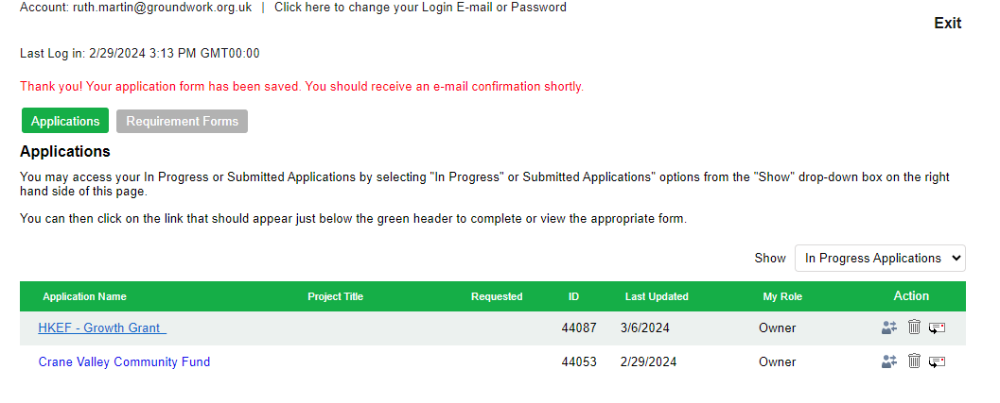 Account: ruth.martin@groundwork.org.uk | Click here to change your Login E-mail or Password
Exit
Last Log in: 2/29/2024 3:13 PM GMT00:00
Thank you! Your application form has been saved. You should receive an e-mail confirmation shortly.
Applications Requirement Forms
Applications
You may access your In Progress or Submitted Applications by selecting "In Progress" or Submitted Applications" options from the "Show" drop-down box on the right
hand side of this page.
You can then click on the link that should appear just below the green header to complete or view the appropriate form.
Show In Progress Applications
Application Name Project Title Requested ID Last Updated My Role Action
HKEF - Growth Grant 44087 3/6/2024 Owner
Crane Valley Community Fund 44053 2/29/2024 Owner